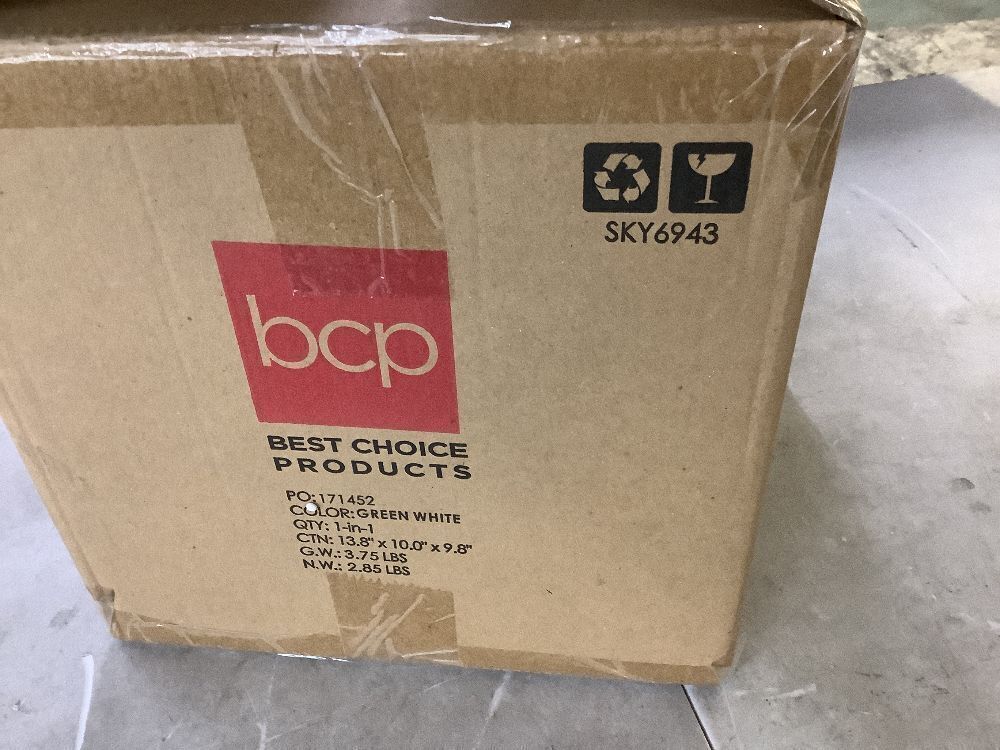 SKY6943
bcp
BEST CHOICE
PRODUCTS
PO:171452
COLOR:GREEN WHITE
QTY: 1-in-1
CTN: 13.8" x 10.0" x 9.8"
G.W.: 3.75 LBS
N.W.: 2.85 LBS